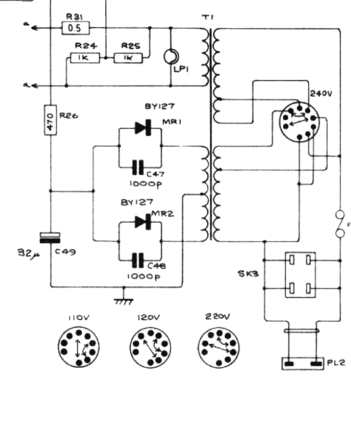 R31
T1
a
0.5
R24
R25
1K
1K
LP1
a
240V
BY127
R26
470
MR1
C47
1000p
BY127
MR2
F
32µ
C49
C48
SK3
1000p
110V
120V
220V
PL2